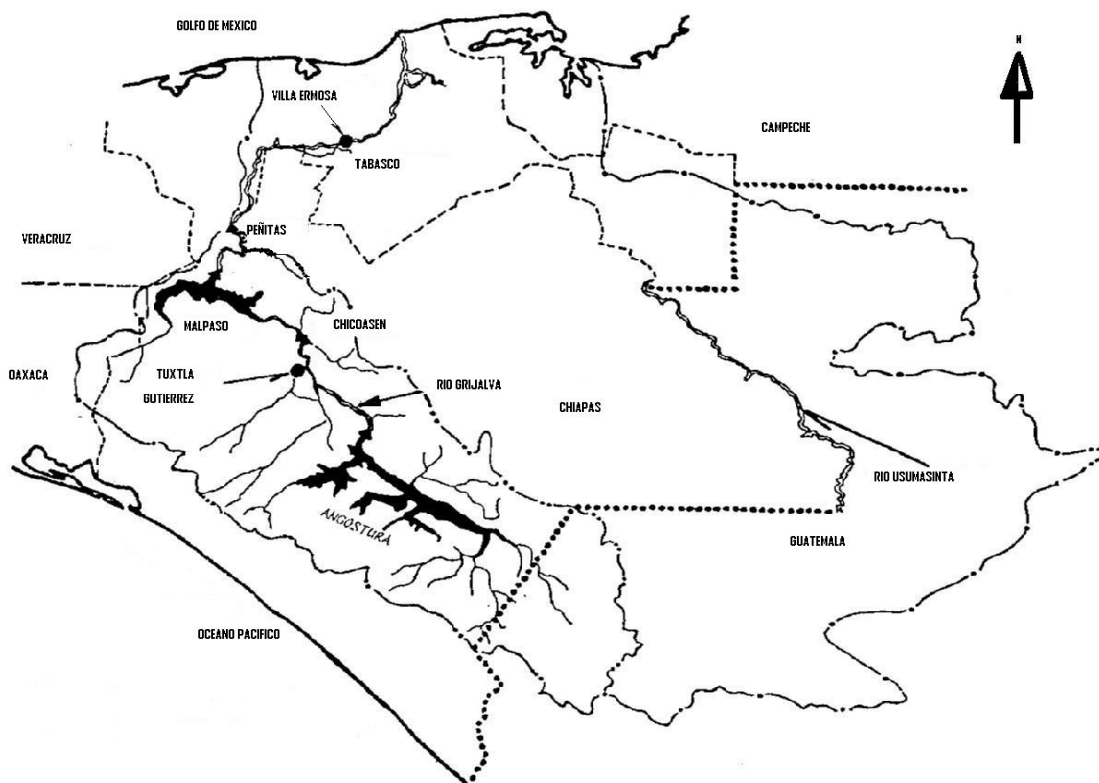 GOLFO DE MEXICO
N
VILLA ERMOSA
CAMPECHE
TABASCO
PEÑITAS
VERACRUZ
MALPASO
CHICOASEN
OAXACA
TUXTLA
GUTIERREZ
RIO GRIJALVA
CHIAPAS
RIO USUMASINTA
ANGOSTURA
GUATEMALA
OCEANO PACIFICO